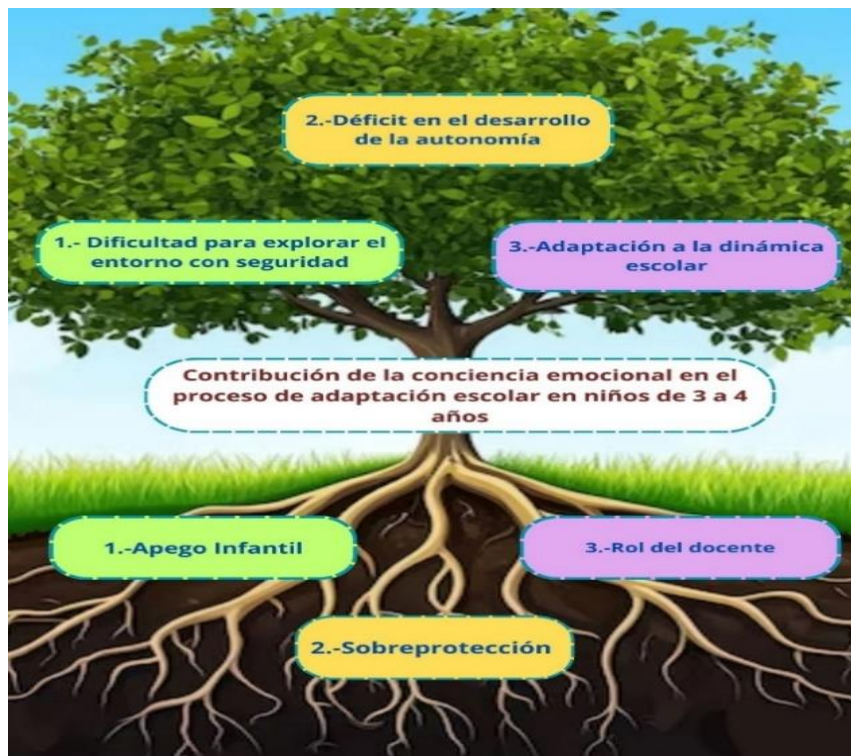 2.-Déficit en el desarrollo
de la autonomía
1.- Dificultad para explorar el
entorno con seguridad
3.-Adaptación a la dinámica
escolar
Contribución de la conciencia emocional en el
proceso de adaptación escolar en niños de 3 a 4
años
1.-Apego Infantil
3.-Rol del docente
2.-Sobreprotección